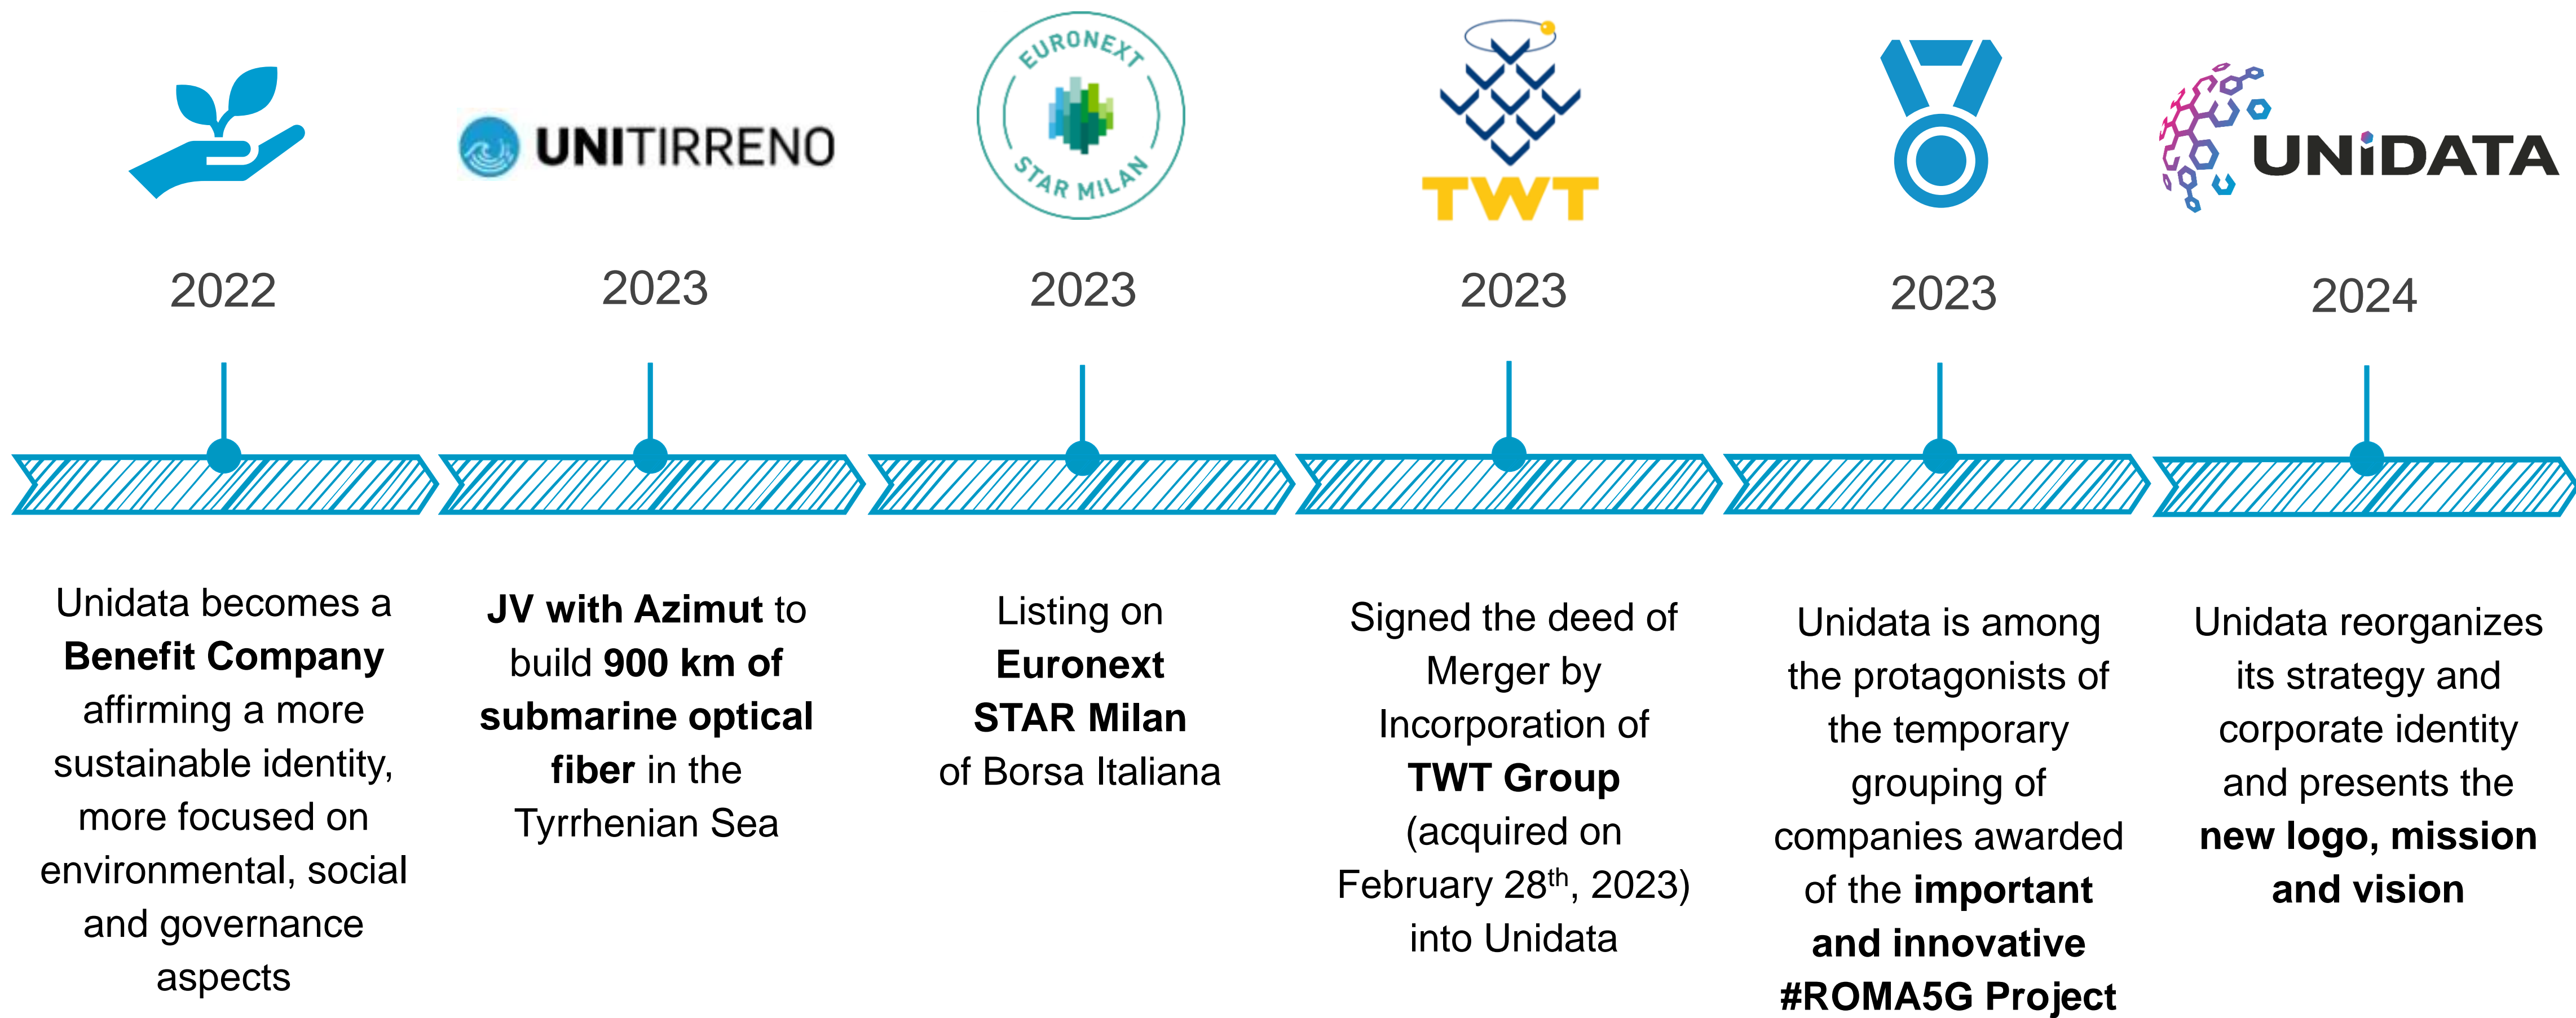 UNITIRRENO
EURONEXT
STAR MILAN
TWT
UNiDATA
2022
2023
2023
2023
2023
2024
Unidata becomes a
Benefit Company
affirming a more
sustainable identity,
more focused on
environmental, social
and governance
aspects
JV with Azimut to
build 900 km of
submarine optical
fiber in the
Tyrrhenian Sea
Listing on
Euronext
STAR Milan
of Borsa Italiana
Signed the deed of
Merger by
Incorporation of
TWT Group
(acquired on
February 28th, 2023)
into Unidata
Unidata is among
the protagonists of
the temporary
grouping of
companies awarded
of the important
and innovative
#ROMA5G Project
Unidata reorganizes
its strategy and
corporate identity
and presents the
new logo, mission
and vision